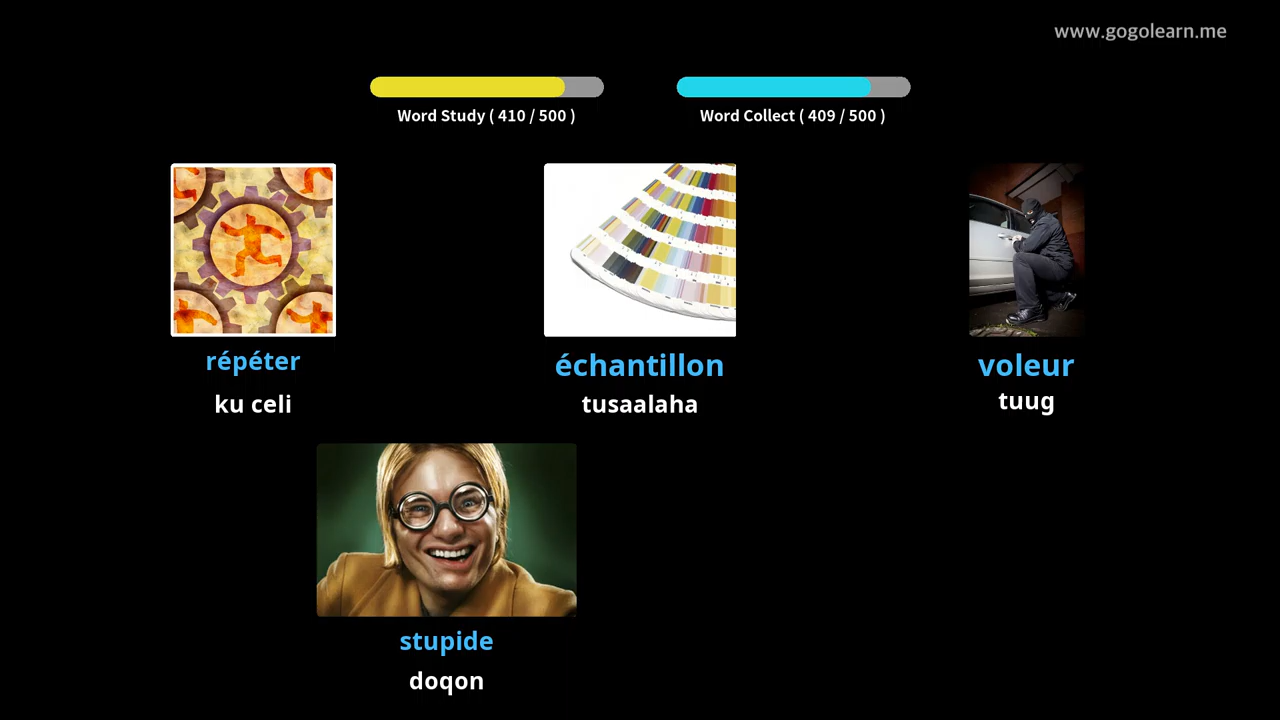 www.gogolearn.me
Word Study ( 410 / 500 )
Word Collect ( 409 / 500 )
répéter
échantillon
voleur
ku celi
tusaalaha
tuug
stupide
doqon